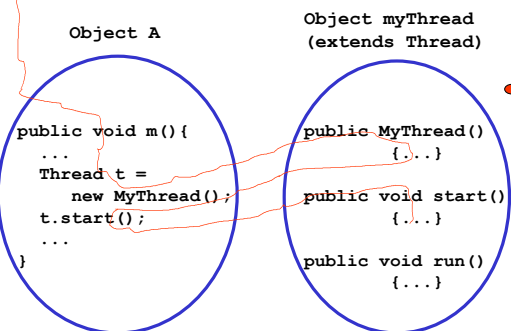 Object A
Object myThread
(extends Thread)
public void m(){
...
Thread t =
new MyThread();
t.start();
...
}
public MyThread()
{...}
public void start()
{...}
public void run()
{...}